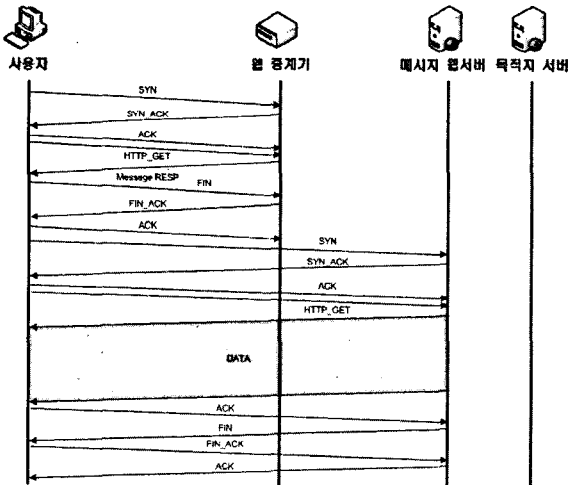 사용자
웹 중계기
메시지 웹서버
목적지 서버
SYN
SYN_ACK
ACK
HTTP_GET
Message RESP
FIN
FIN_ACK
ACK
SYN
SYN_ACK
ACK
HTTP_GET
DATA
ACK
FIN
FIN_ACK
ACK